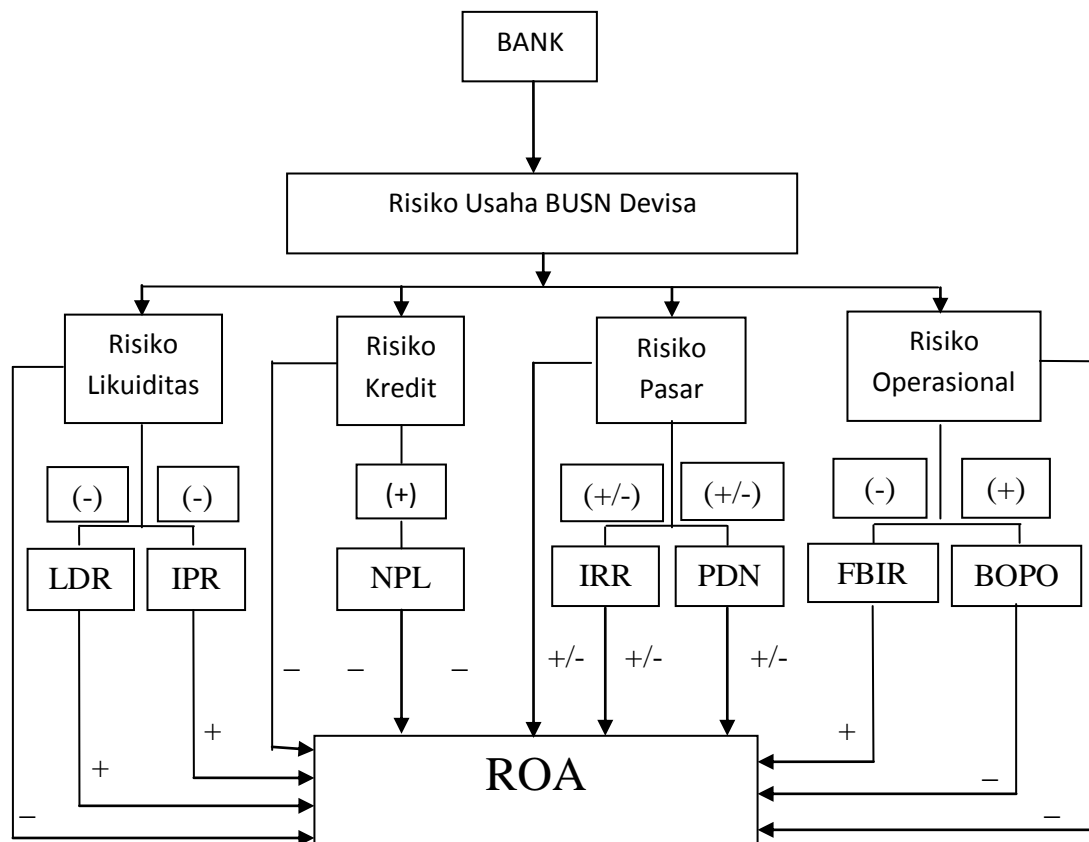 BANK
Risiko Usaha BUSN Devisa
Risiko
Likuiditas
Risiko
Kredit
Risiko
Pasar
Risiko
Operasional
(-)
(-)
(+)
(+/-)
(+/-)
(-)
(+)
LDR
IPR
NPL
IRR
PDN
FBIR
BOPO
–
–
–
+/-
+/-
+/-
+
+
+
–
–
–
ROA